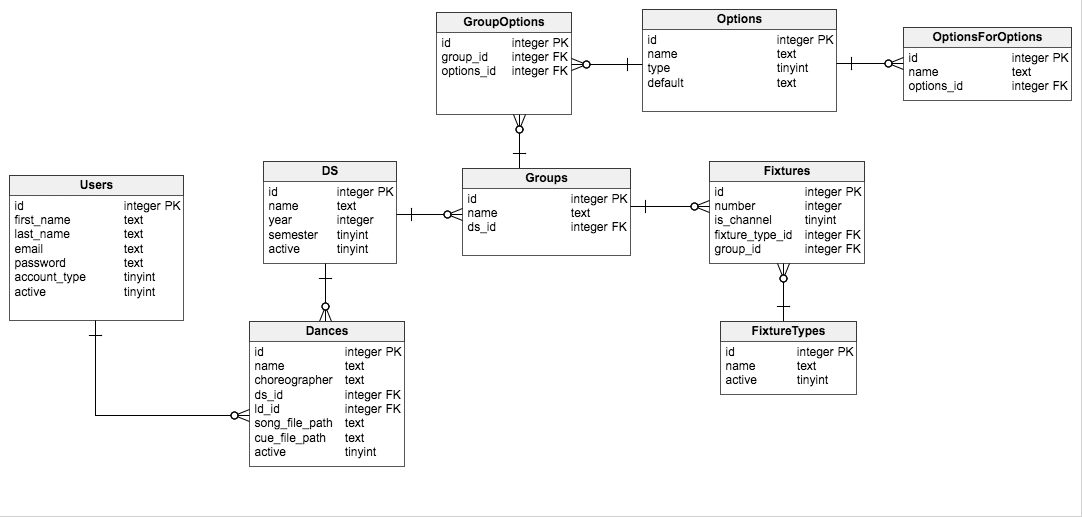 GroupOptions
id integer PK
group_id integer FK
options_id integer FK
Options
id integer PK
name text
type tinyint
default text
OptionsForOptions
id integer PK
name text
options_id integer FK
Users
id integer PK
first_name text
last_name text
email text
password text
account_type tinyint
active tinyint
DS
id integer PK
name text
year integer
semester tinyint
active tinyint
Groups
id integer PK
name text
ds_id integer FK
Fixtures
id integer PK
number integer
is_channel tinyint
fixture_type_id integer FK
group_id integer FK
Dances
id integer PK
name text
choreographer text
ds_id integer FK
ld_id integer FK
song_file_path text
cue_file_path text
active tinyint
FixtureTypes
id integer PK
name text
active tinyint